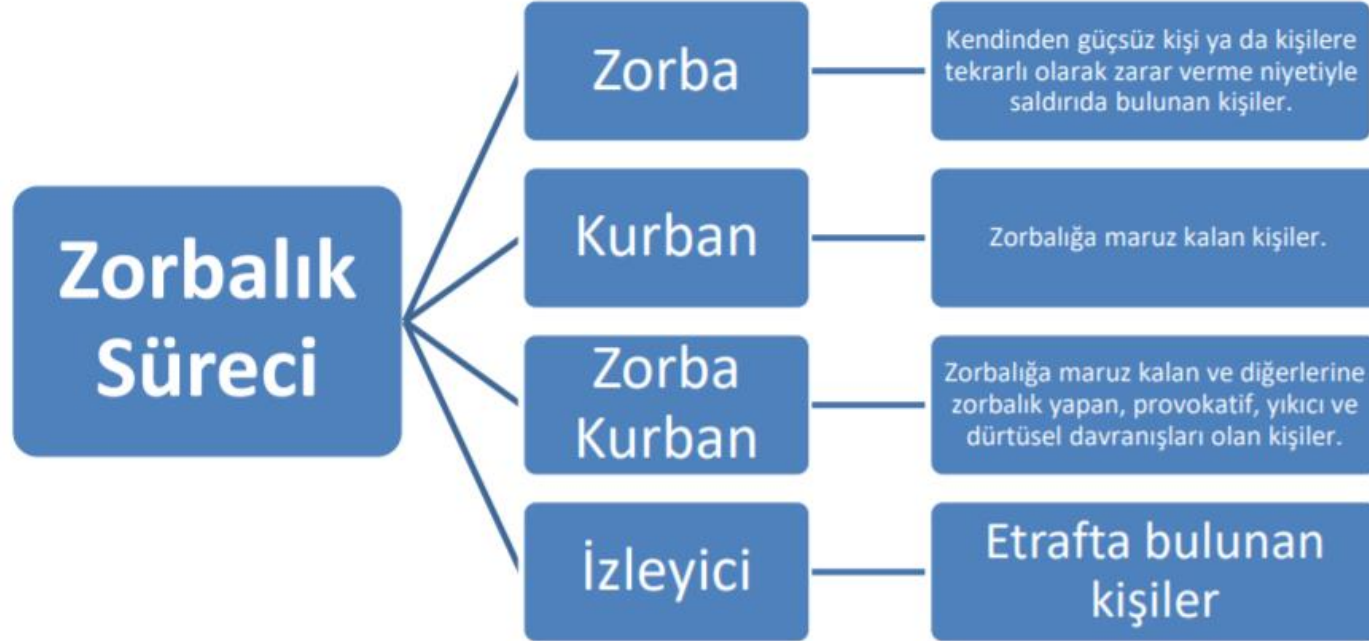 Zorbalık
Süreci
Zorba
Kendinden güçsüz kişi ya da kişilere
tekrarlı olarak zarar verme niyetiyle
saldırıda bulunan kişiler.
Kurban
Zorbalığa maruz kalan kişiler.
Zorba
Kurban
Zorbalığa maruz kalan ve diğerlerine
zorbalık yapan, provokatif, yıkıcı ve
dürtüsel davranışları olan kişiler.
İzleyici
Etrafta bulunan
kişiler